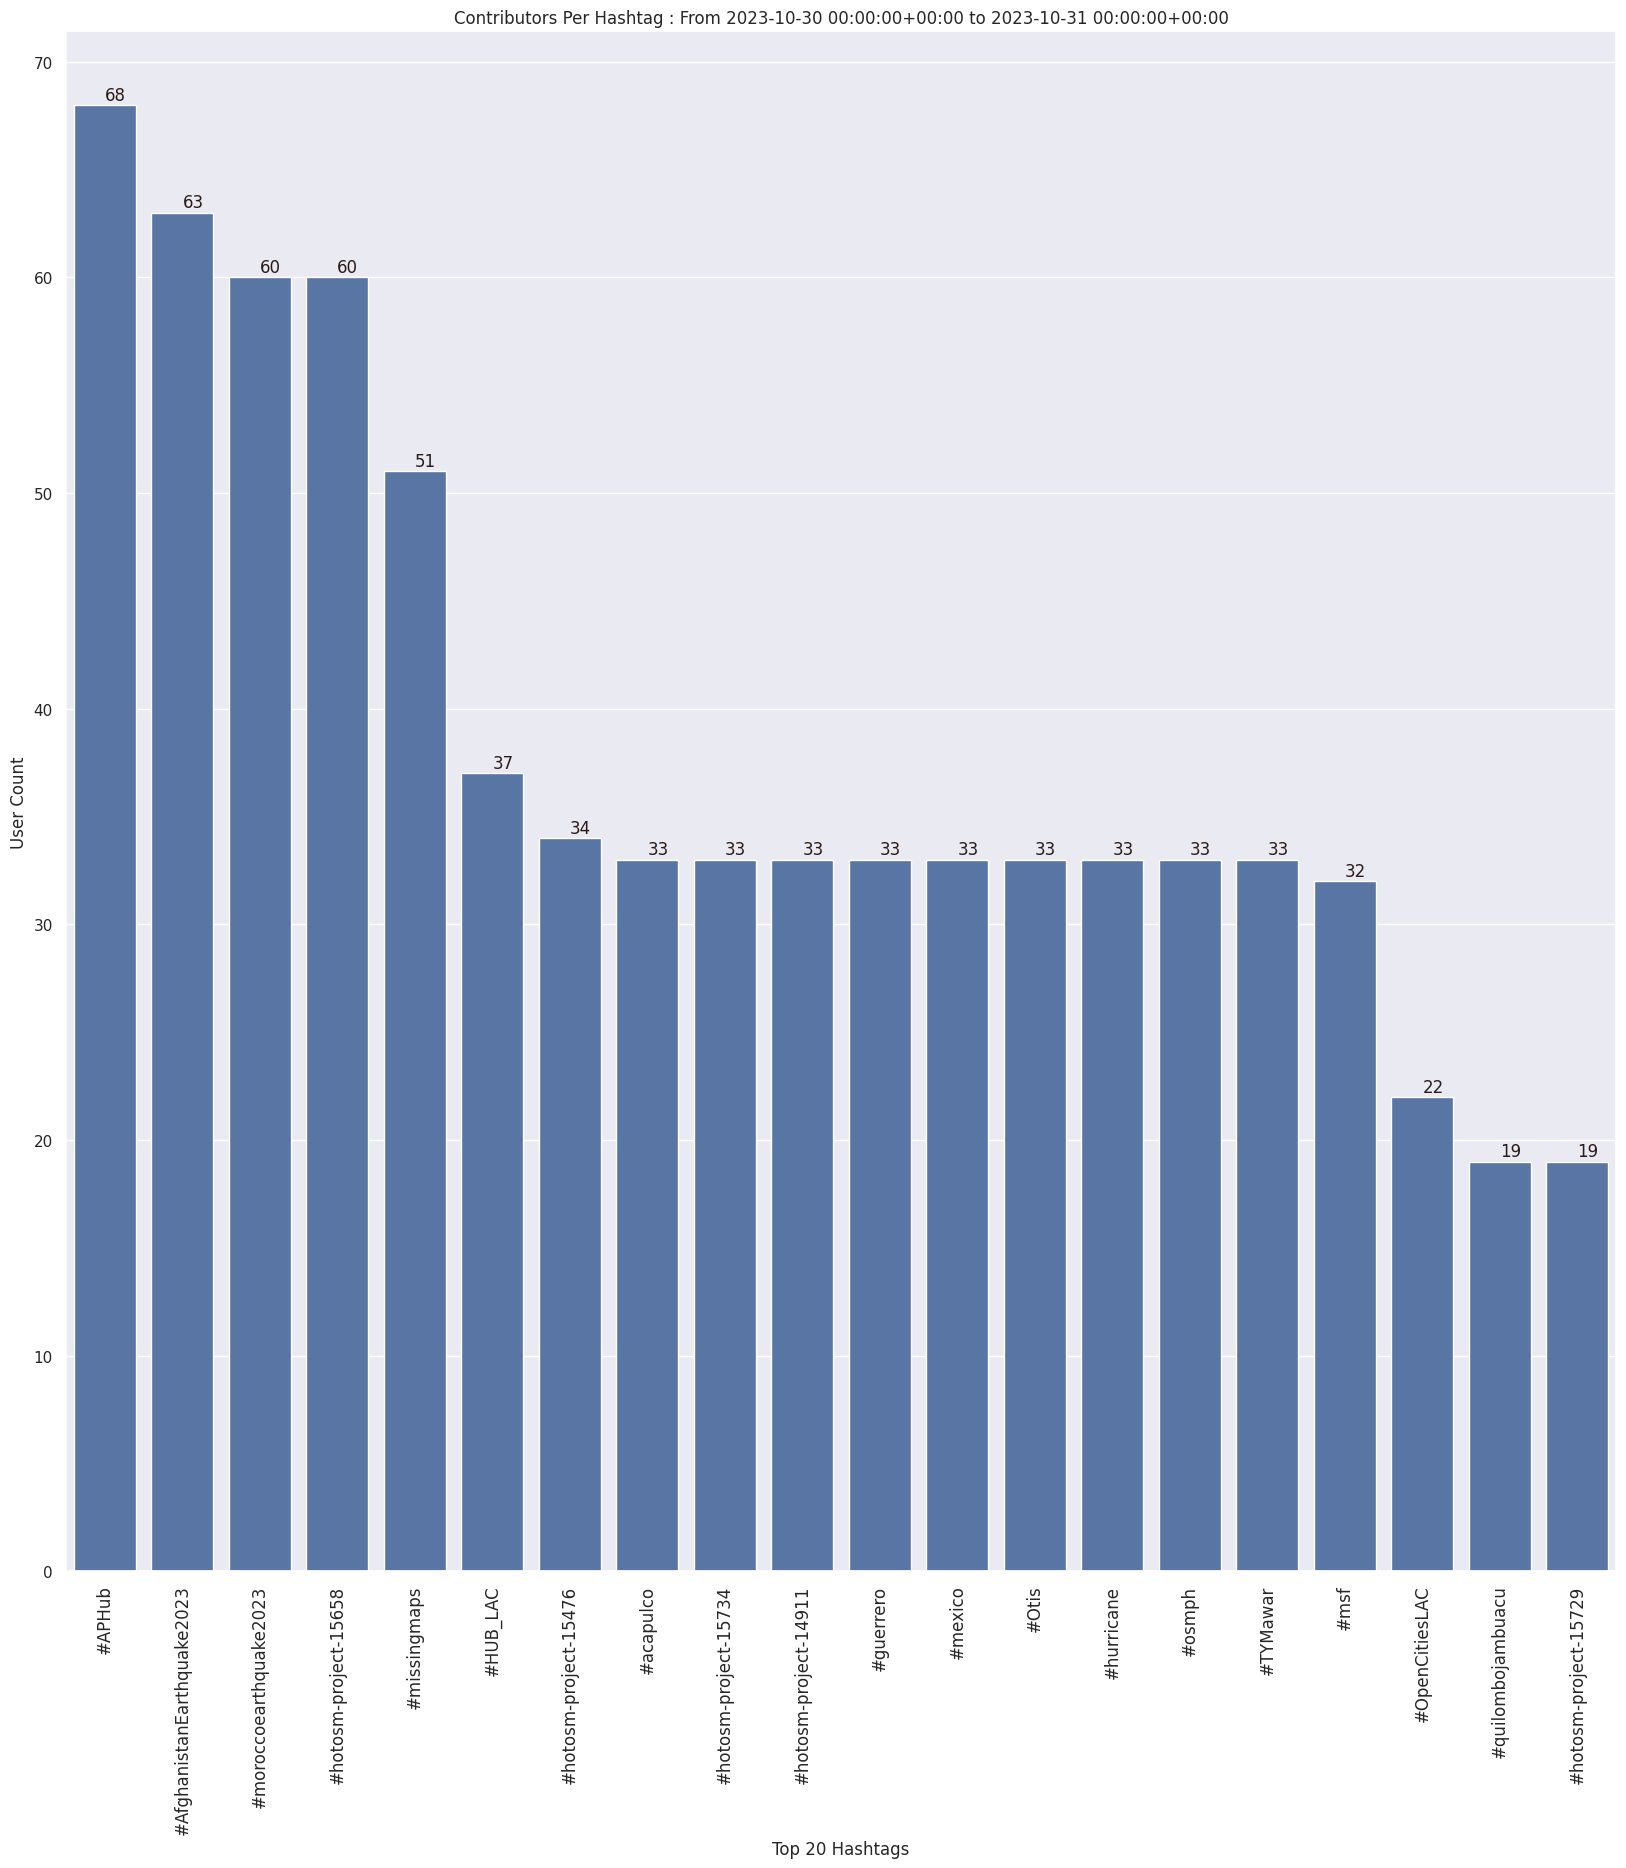 Contributors Per Hashtag : From 2023-10-30 00:00:00+00:00 to 2023-10-31 00:00:00+00:00
70
60
50
40
30
20
10
0
User Count
68
63
60
60
51
37
34
33
33
33
33
33
33
33
33
33
32
22
19
19
#APHub
#AfghanistanEarthquake2023
#moroccoearthquake2023
#hotosm-project-15658
#missingmaps
#HUB_LAC
#hotosm-project-15476
#acapulco
#hotosm-project-15734
#hotosm-project-14911
#guerrero
#mexico
#Otis
#hurricane
#osmph
#TYMawar
#msf
#OpenCitiesLAC
#quilombojambuacu
#hotosm-project-15729
Top 20 Hashtags